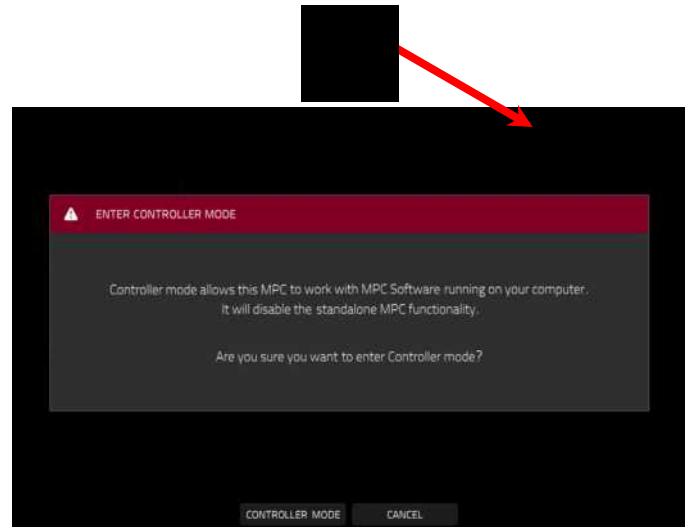 ENTER CONTROLLER MODE
Controller mode allows this MPC to work with MPC Software running on your computer.
It will disable the standalone MPC functionality.
Are you sure you want to enter Controller mode?
CONTROLLER MODE
CANCEL